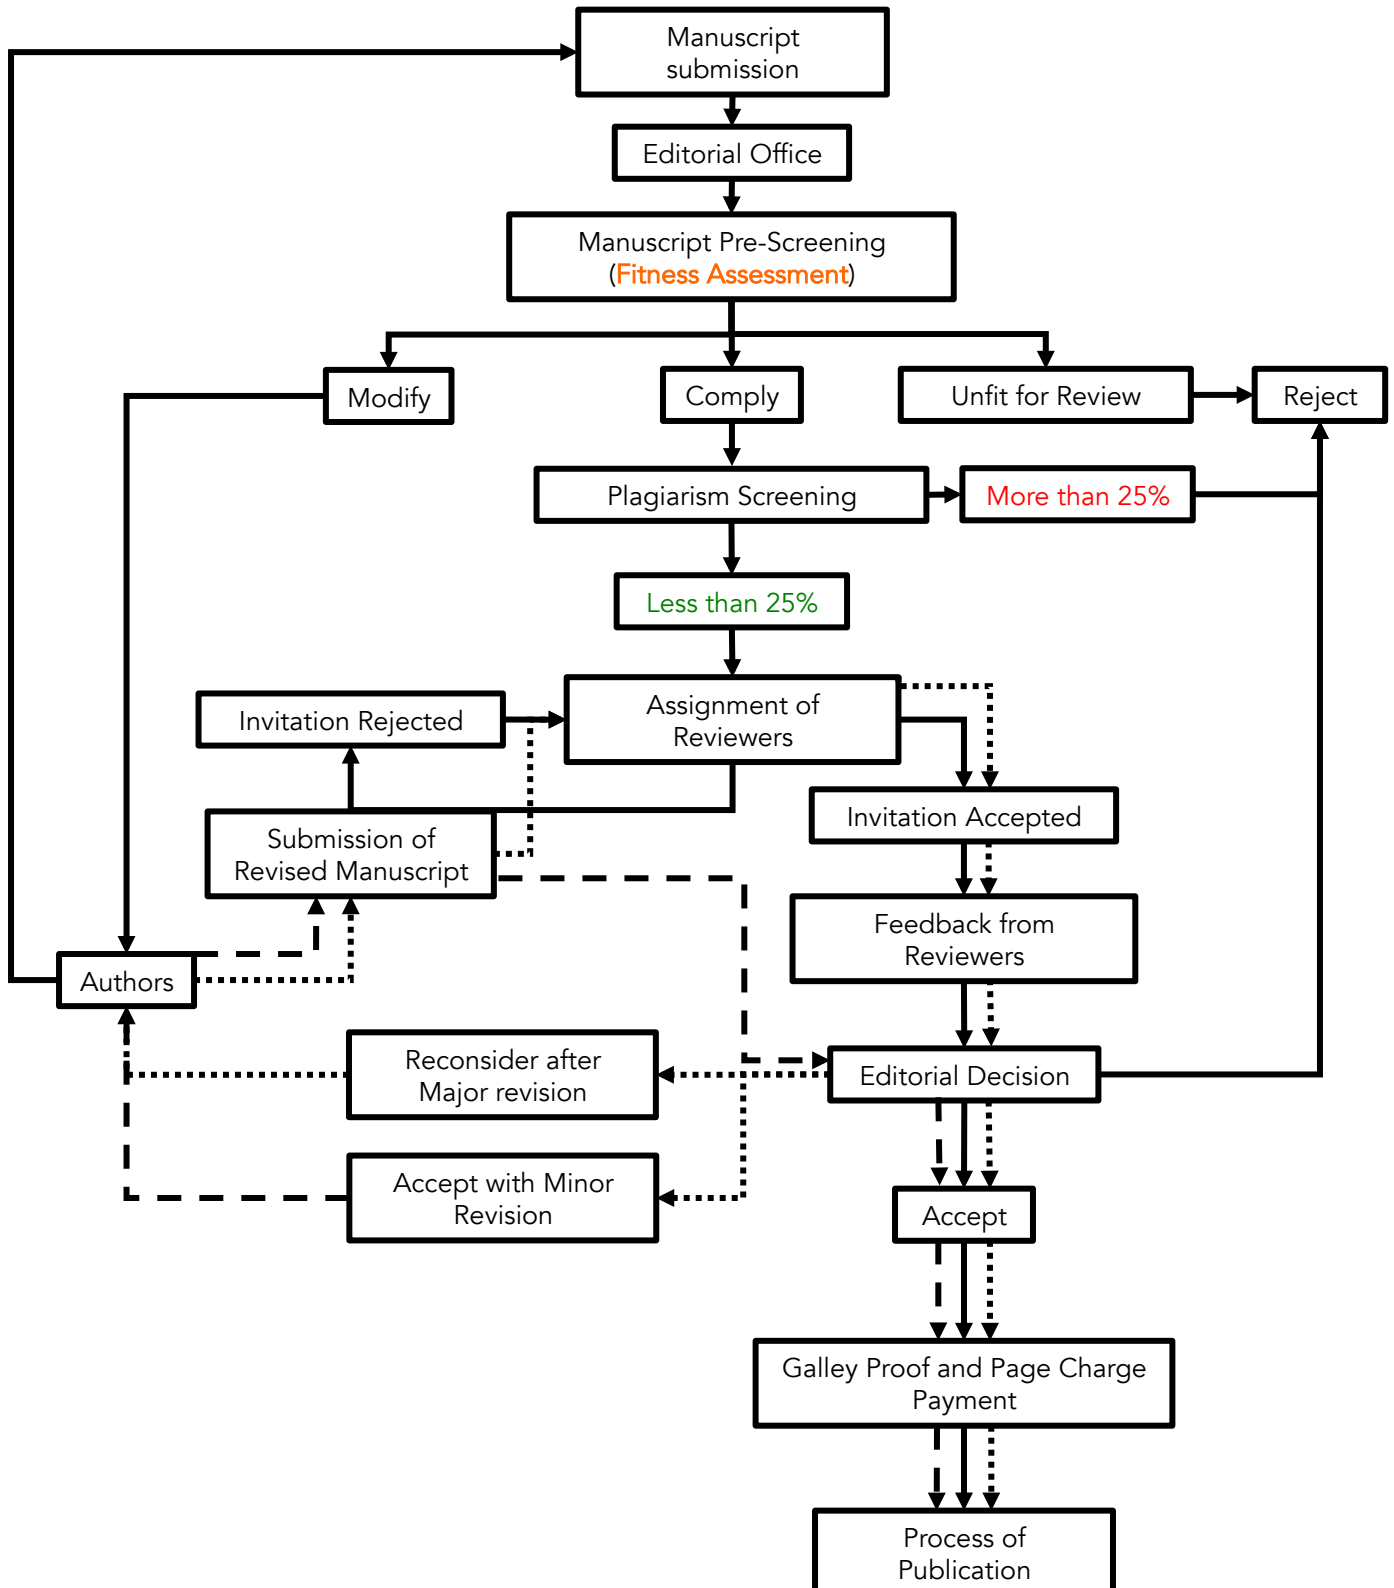 Manuscript
submission
Editorial Office
Manuscript Pre-Screening
(Fitness Assessment)
Modify
Comply
Unfit for Review
Reject
Plagiarism Screening
More than 25%
Less than 25%
Invitation Rejected
Assignment of
Reviewers
Invitation Accepted
Submission of
Revised Manuscript
Feedback from
Reviewers
Authors
Reconsider after
Major revision
Editorial Decision
Accept with Minor
Revision
Accept
Galley Proof and Page Charge
Payment
Process of
Publication